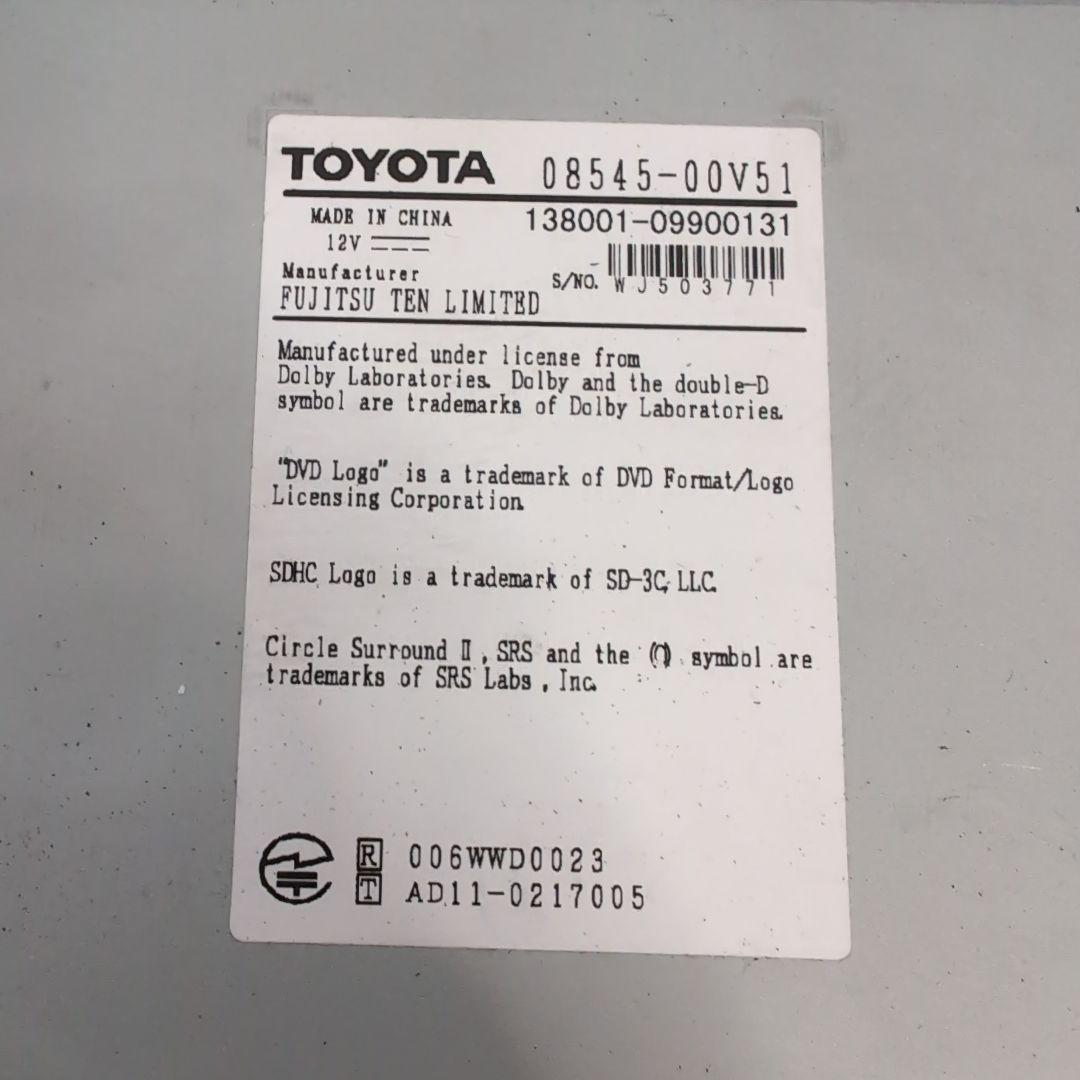 TOYOTA 08545-00V51
MADE IN CHINA 138001-09900131
12V
Manufacturer S/NO. WJ503771
FUJITSU TEN LIMITED
Manufactured under license from
Dolby Laboratories. Dolby and the double-D
symbol are trademarks of Dolby Laboratories.
"DVD Logo" is a trademark of DVD Format/Logo
Licensing Corporation.
SDHC Logo is a trademark of SD-3C, LLC.
Circle Surround II, SRS and the symbol are
trademarks of SRS Labs, Inc.
R 006WWD0023
T AD11-0217005